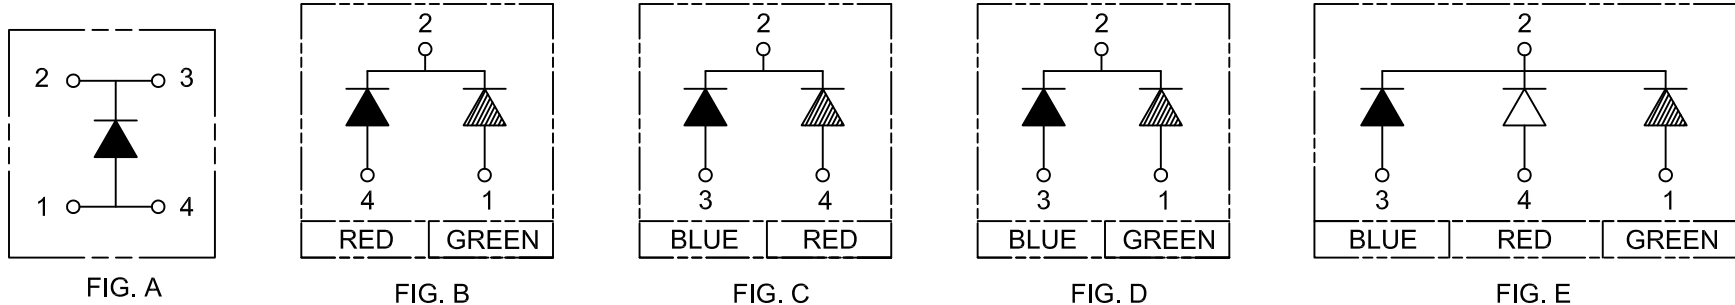 2 3
1 4
FIG. A
2
4 1
RED GREEN
FIG. B
2
3 4
BLUE RED
FIG. C
2
3 1
BLUE GREEN
FIG. D
2
3 4 1
BLUE RED GREEN
FIG. E